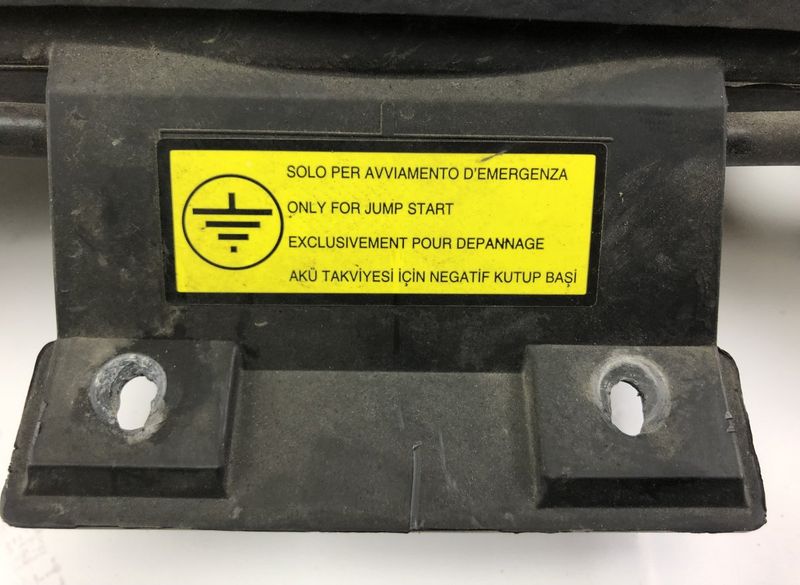 SOLO PER AVVIAMENTO D'EMERGENZA
ONLY FOR JUMP START
EXCLUSIVEMENT POUR DEPANNAGE
AKÜ TAKVİYESİ İÇİN NEGATİF KUTUP BAŞİ